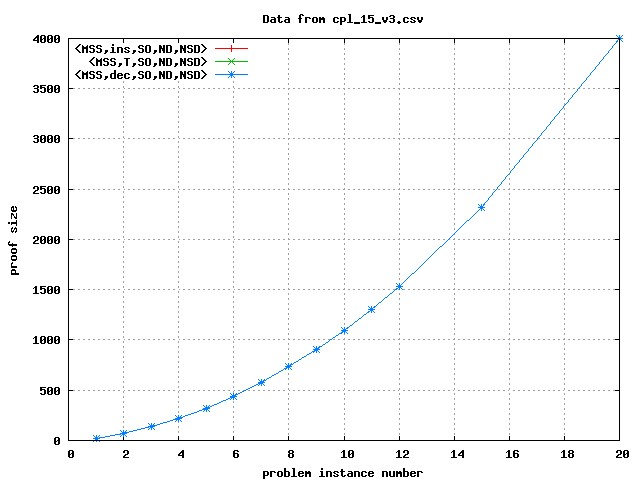 Data from cpl_15_v3.csv
<MSS,ins,SO,ND,NSD>
<MSS,T,SO,ND,NSD>
<MSS,dec,SO,ND,NSD>
4000
3500
3000
2500
2000
1500
1000
500
0
proof size
0 2 4 6 8 10 12 14 16 18 20
problem instance number